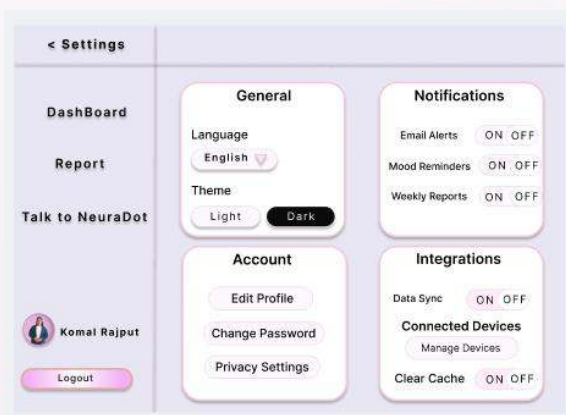 < Settings
DashBoard
Report
Talk to NeuraDot
Komal Rajput
Logout
General
Language
English
Theme
Light Dark
Notifications
Email Alerts ON OFF
Mood Reminders ON OFF
Weekly Reports ON OFF
Account
Edit Profile
Change Password
Privacy Settings
Integrations
Data Sync ON OFF
Connected Devices
Manage Devices
Clear Cache ON OFF